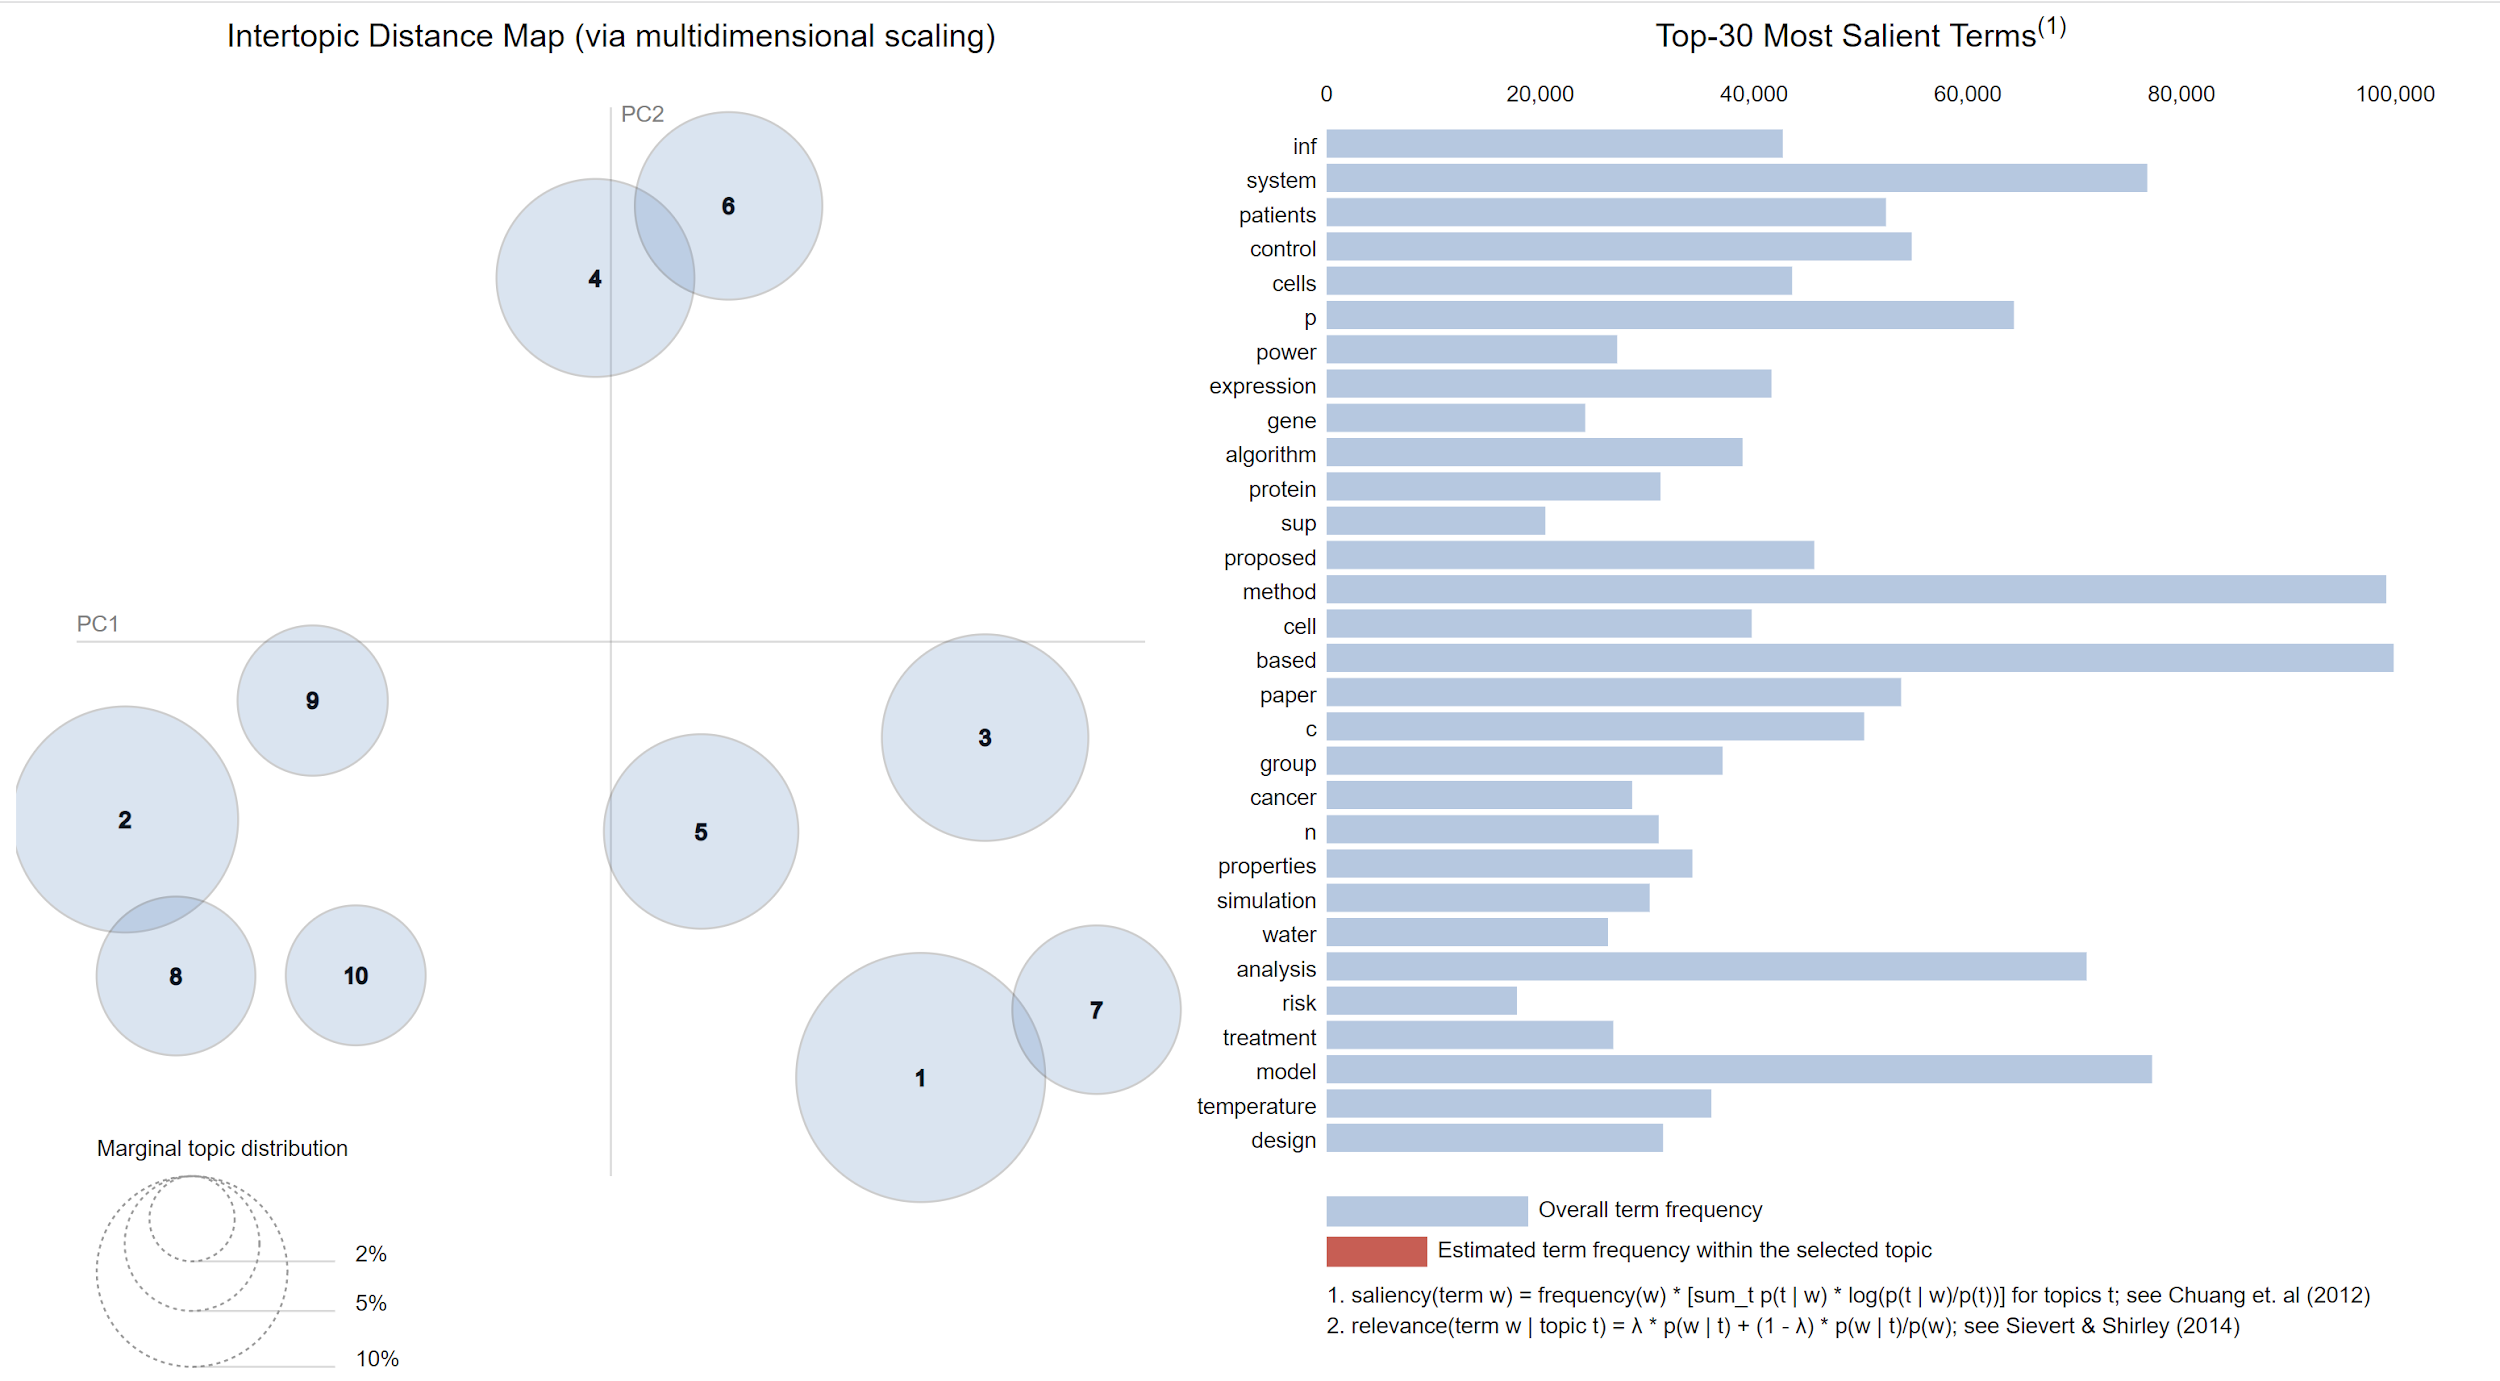 Intertopic Distance Map (via multidimensional scaling)
PC2
6
4
PC1
9
3
2
5
8
10
7
1
Marginal topic distribution
2%
5%
10%
Top-30 Most Salient Terms(1)
0 20,000 40,000 60,000 80,000 100,000
inf
system
patients
control
cells
p
power
expression
gene
algorithm
protein
sup
proposed
method
cell
based
paper
c
group
cancer
n
properties
simulation
water
analysis
risk
treatment
model
temperature
design
Overall term frequency
Estimated term frequency within the selected topic
1. saliency(term w) = frequency(w) * [sum_t p(t | w) * log(p(t | w)/p(t))] for topics t; see Chuang et. al (2012)
2. relevance(term w | topic t) = λ * p(w | t) + (1 - λ) * p(w | t)/p(w); see Sievert & Shirley (2014)